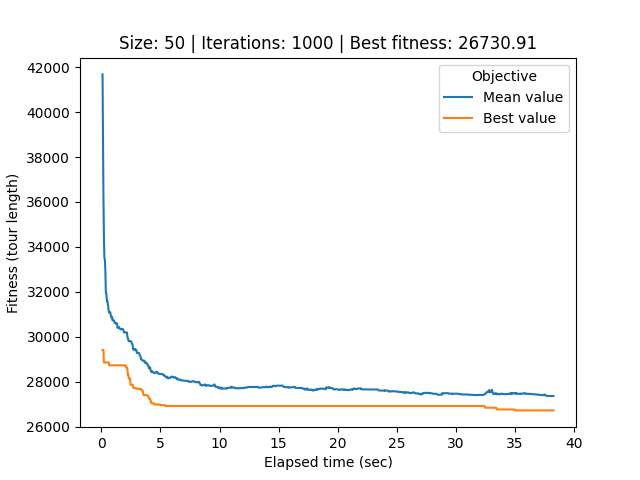 Size: 50 | Iterations: 1000 | Best fitness: 26730.91
Objective
Mean value
Best value
Fitness (tour length)
42000
40000
38000
36000
34000
32000
30000
28000
26000
0 5 10 15 20 25 30 35 40
Elapsed time (sec)